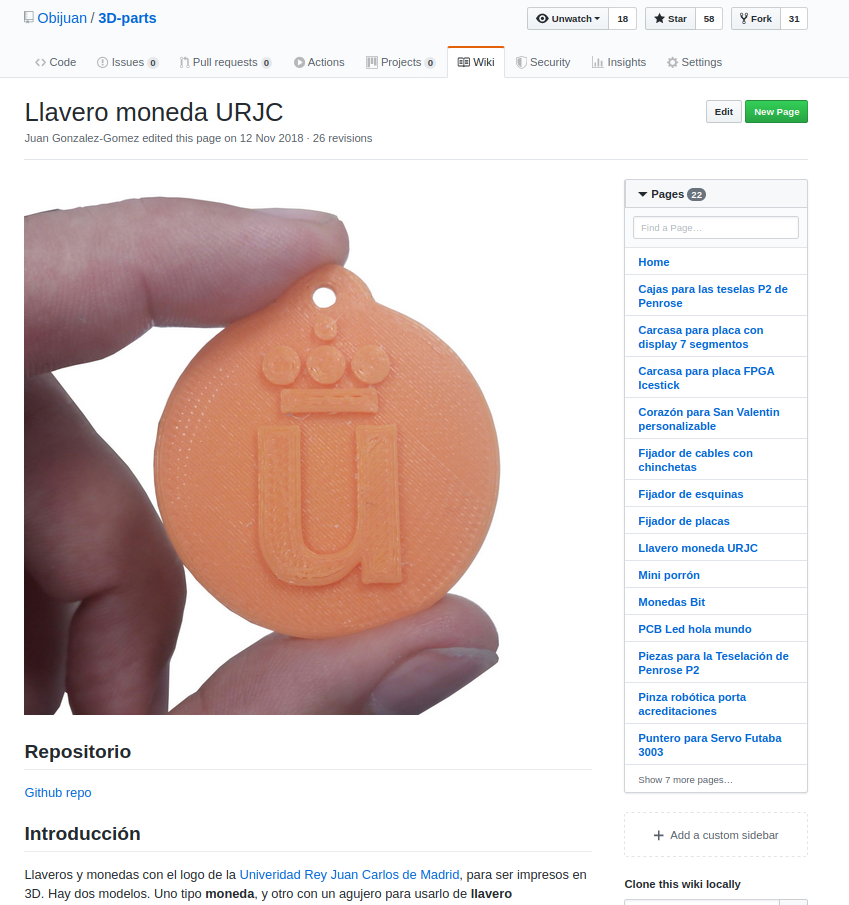 Obijuan / 3D-parts
Unwatch 18 Star 58 Fork 31
Code Issues 0 Pull requests 0 Actions Projects 0 Wiki Security Insights Settings
Llavero moneda URJC
Edit New Page
Juan Gonzalez-Gomez edited this page on 12 Nov 2018 · 26 revisions
ü
Repositorio
Github repo
Introducción
Llaveros y monedas con el logo de la Univeridad Rey Juan Carlos de Madrid, para ser impresos en
3D. Hay dos modelos. Uno tipo moneda, y otro con un agujero para usarlo de llavero
Pages 22
Find a Page…
Home
Cajas para las teselas P2 de
Penrose
Carcasa para placa con
display 7 segmentos
Carcasa para placa FPGA
Icestick
Corazón para San Valentin
personalizable
Fijador de cables con
chinchetas
Fijador de esquinas
Fijador de placas
Llavero moneda URJC
Mini porrón
Monedas Bit
PCB Led hola mundo
Piezas para la Teselación de
Penrose P2
Pinza robótica porta
acreditaciones
Puntero para Servo Futaba
3003
Show 7 more pages…
+ Add a custom sidebar
Clone this wiki locally